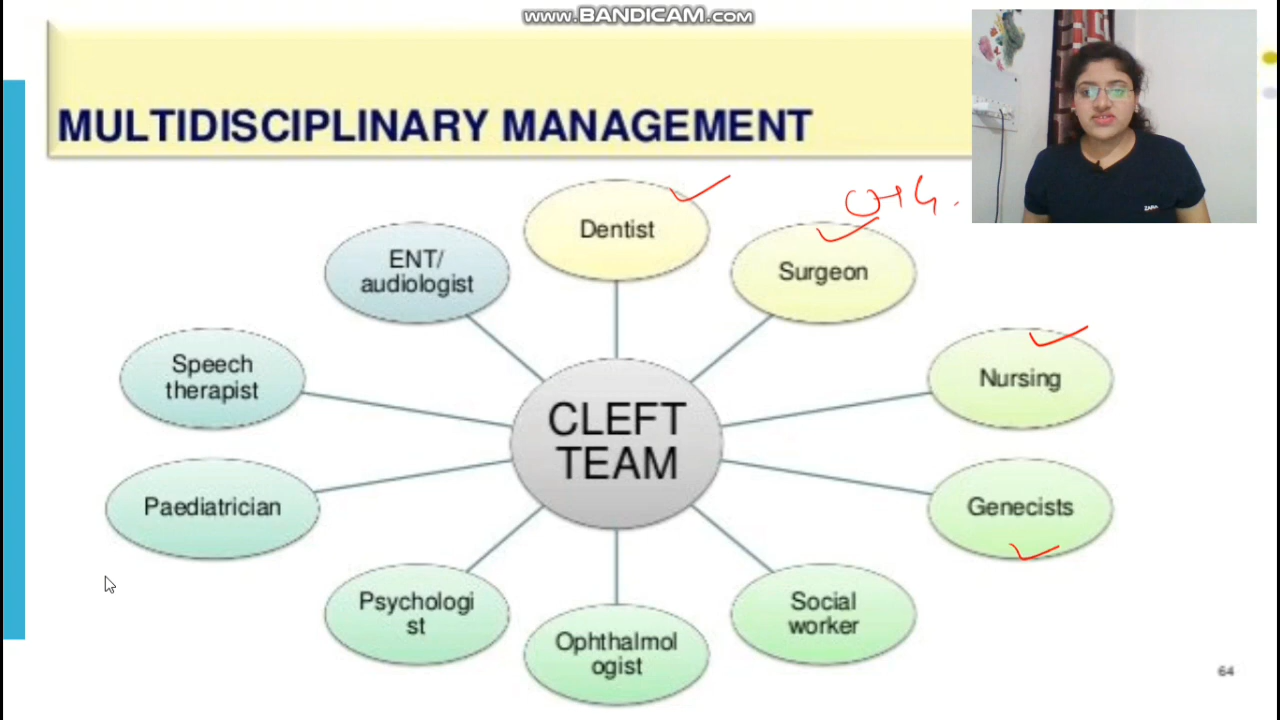 www.BANDICAM.com
MULTIDISCIPLINARY MANAGEMENT
Dentist
Surgeon
ENT/
audiologist
Nursing
Speech
therapist
CLEFT
TEAM
Genecists
Paediatrician
Psychologi
st
Social
worker
Ophthalmol
ogist
64